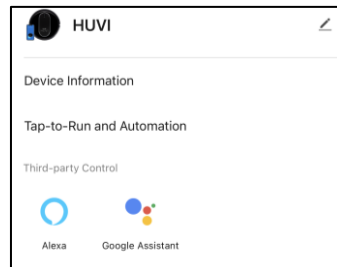 HUVI
Device Information
Tap-to-Run and Automation
Third-party Control
Alexa Google Assistant